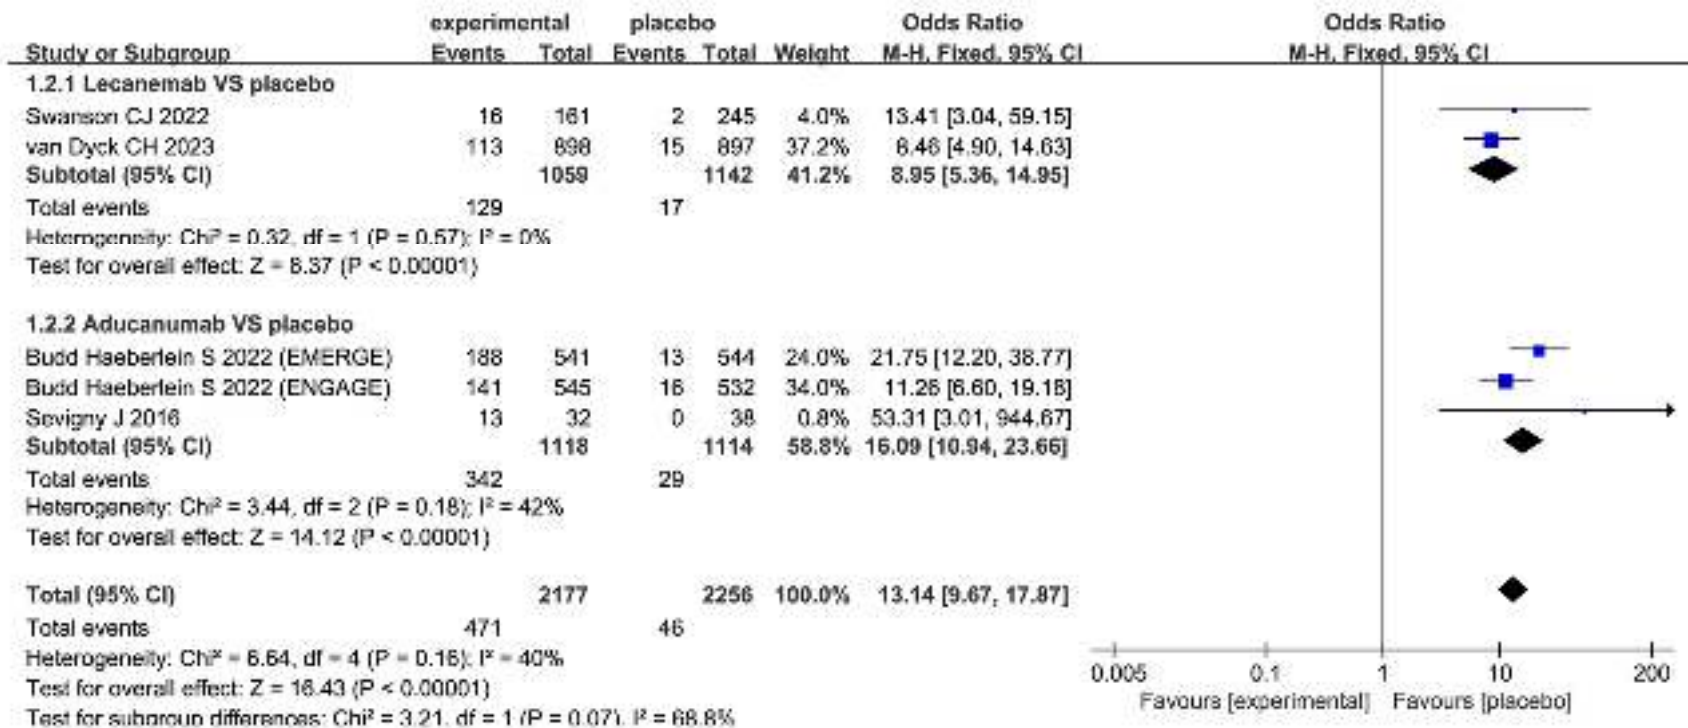 experimental placebo Odds Ratio Odds Ratio
Study or Subgroup Events Total Events Total Weight M-H, Fixed, 95% CI M-H, Fixed, 95% CI
1.2.1 Lecanemab VS placebo
Swanson CJ 2022 16 161 2 245 4.0% 13.41 [3.04, 59.15]
van Dyck CH 2023 113 898 15 897 37.2% 8.46 [4.90, 14.63]
Subtotal (95% CI) 1059 1142 41.2% 8.95 [5.36, 14.95]
Total events 129 17
Heterogeneity: Chi² = 0.32, df = 1 (P = 0.57); I² = 0%
Test for overall effect: Z = 8.37 (P < 0.00001)
1.2.2 Aducanumab VS placebo
Budd Haeberlein S 2022 (EMERGE) 188 541 13 544 24.0% 21.75 [12.20, 38.77]
Budd Haeberlein S 2022 (ENGAGE) 141 545 16 532 34.0% 11.26 [6.60, 19.18]
Sevigny J 2016 13 32 0 38 0.8% 53.31 [3.01, 944.67]
Subtotal (95% CI) 1118 1114 58.8% 16.09 [10.94, 23.66]
Total events 342 29
Heterogeneity: Chi² = 3.44, df = 2 (P = 0.18); I² = 42%
Test for overall effect: Z = 14.12 (P < 0.00001)
Total (95% CI) 2177 2256 100.0% 13.14 [9.67, 17.87]
Total events 471 46
Heterogeneity: Chi² = 6.64, df = 4 (P = 0.16); I² = 40%
Test for overall effect: Z = 16.43 (P < 0.00001)
Test for subgroup differences: Chi² = 3.21, df = 1 (P = 0.07), I² = 68.8%
0.005 0.1 1 10 200
Favours [experimental] Favours [placebo]